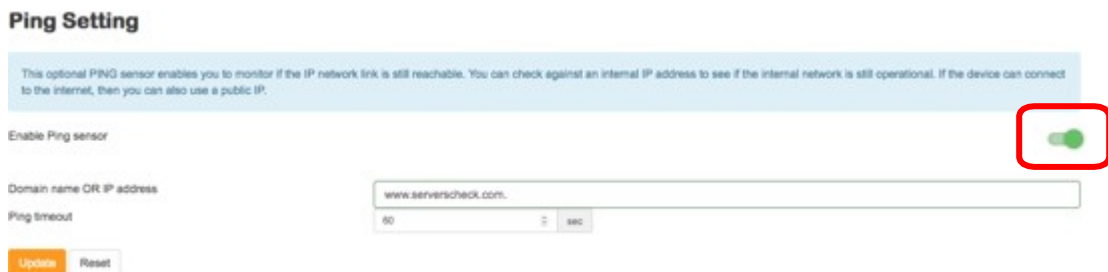 Ping Setting
This optional PING sensor enables you to monitor if the IP network link is still reachable. You can check against an internal IP address to see if the internal network is still operational. If the device can connect
to the internet, then you can also use a public IP.
Enable Ping sensor
Domain name OR IP address
www.serverscheck.com.
Ping timeout
60
sec
Update
Reset